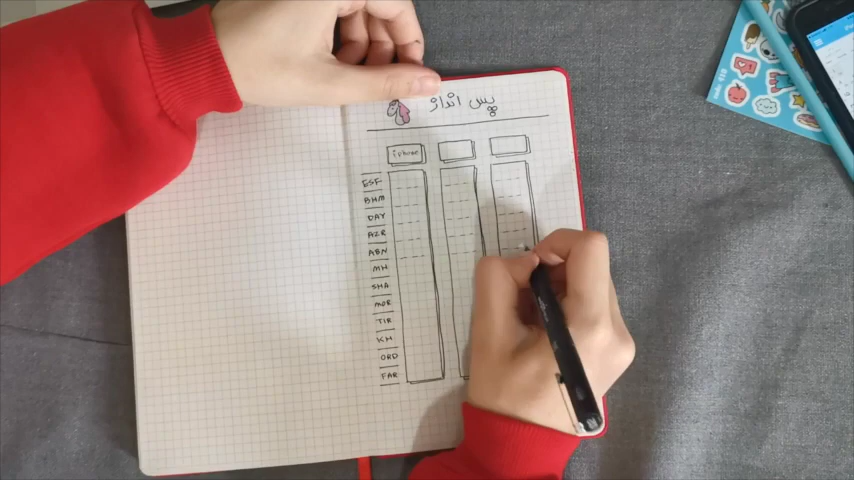 پس انداز
iphone
ESF
BHM
DAY
AZR
ABN
MH
SHA
MOR
TIR
KH
ORD
FAR